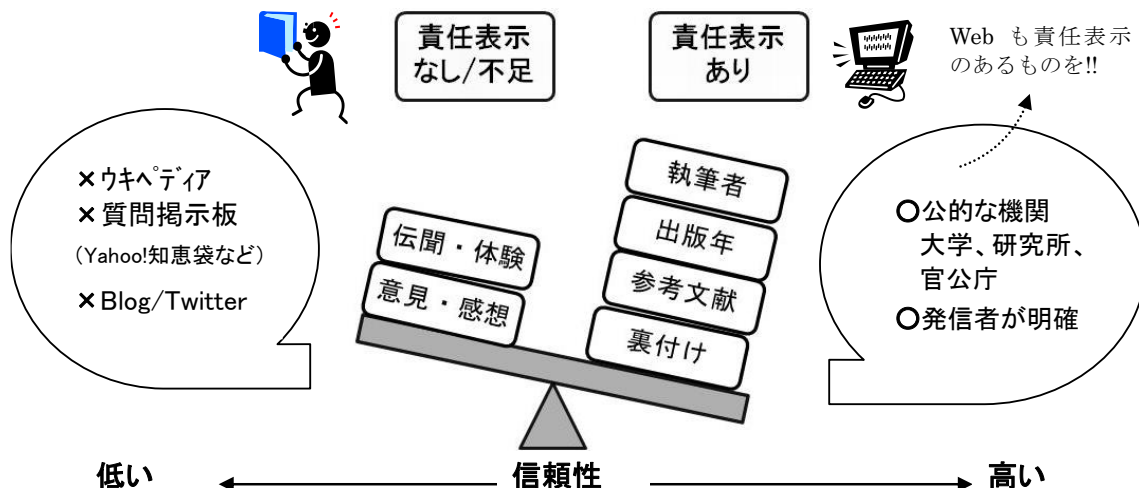 責任表示
なし/不足
責任表示
あり
Web も責任表示
のあるものを!!
×ウキペディア
×質問掲示板
(Yahoo!知恵袋など)
×Blog/Twitter
伝聞・体験
意見・感想
執筆者
出版年
参考文献
裏付け
○公的な機関
大学、研究所、
官公庁
○発信者が明確
低い
信頼性
高い